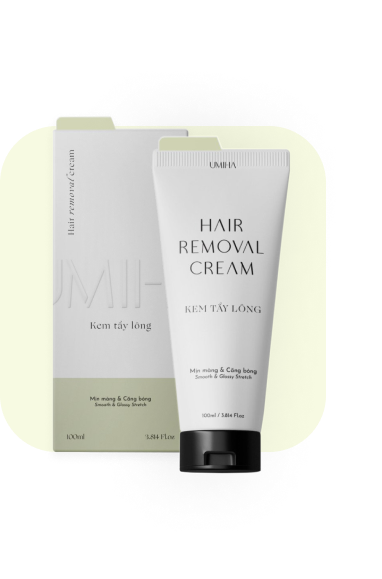 Hair removal cream
UMIH
Kem tẩy lông
Mịn màng & Căng bóng
Smooth & Glossy Stretch
100ml
3.814 Fl.oz
UMIHA
HAIR
REMOVAL
CREAM
KEM TẨY LÔNG
Mịn màng & Căng bóng
Smooth & Glossy Stretch
100ml / 3.814 Fl.oz